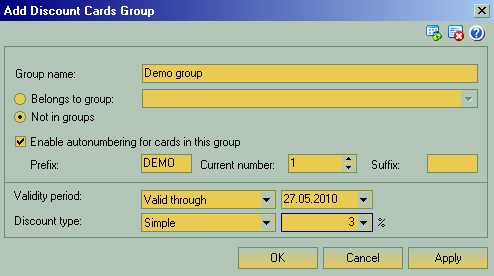 Add Discount Cards Group
Group name: Demo group
Belongs to group:
Not in groups
Enable autonumbering for cards in this group
Prefix: DEMO Current number: 1 Suffix:
Validity period: Valid through 27.05.2010
Discount type: Simple 3 %
OK Cancel Apply